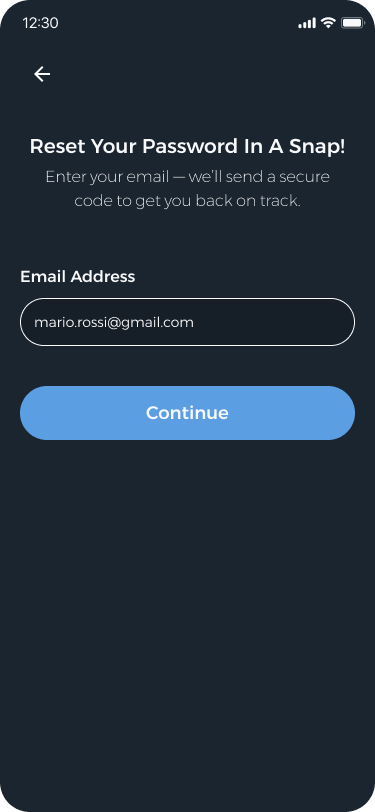 12:30
Reset Your Password In A Snap!
Enter your email — we'll send a secure
code to get you back on track.
Email Address
mario.rossi@gmail.com
Continue